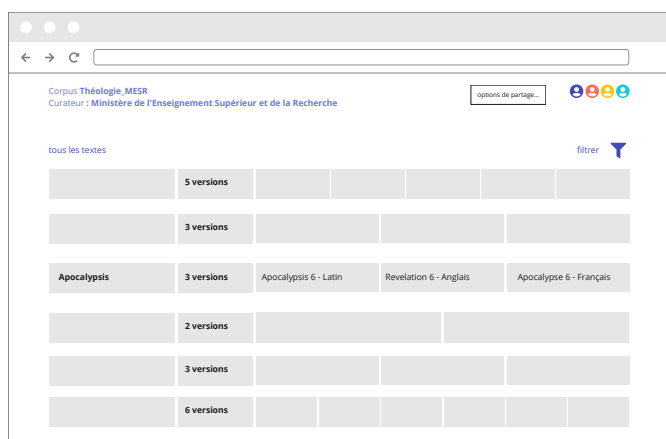 Corpus Théologie_MESR
Curateur : Ministère de l'Enseignement Supérieur et de la Recherche
options de partage...
tous les textes
filtrer
5 versions
3 versions
Apocalypsis 3 versions Apocalypsis 6 - Latin Revelation 6 - Anglais Apocalypse 6 - Français
2 versions
3 versions
6 versions